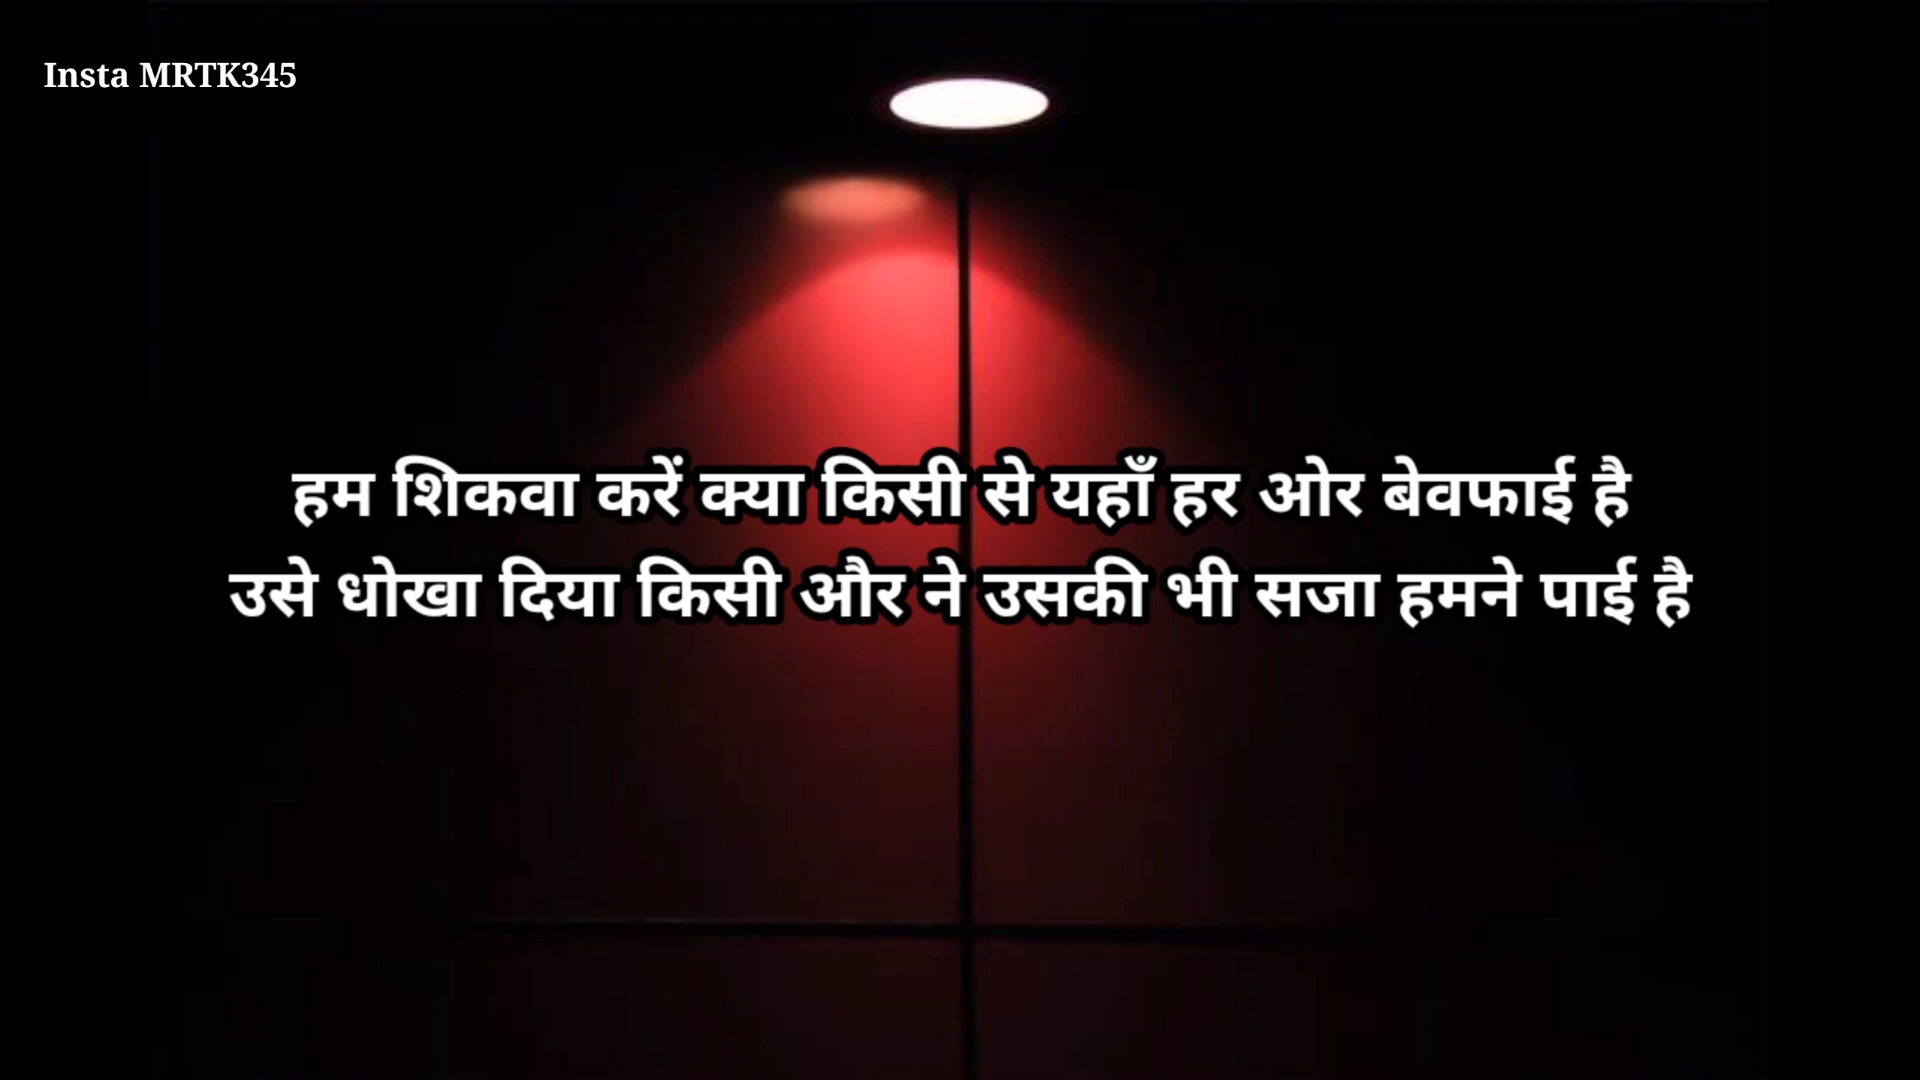 Insta MRTK345
हम शिकवा करें क्या किसी से यहाँ हर ओर बेवफाई है
उसे धोखा दिया किसी और ने उसकी भी सजा हमने पाई है